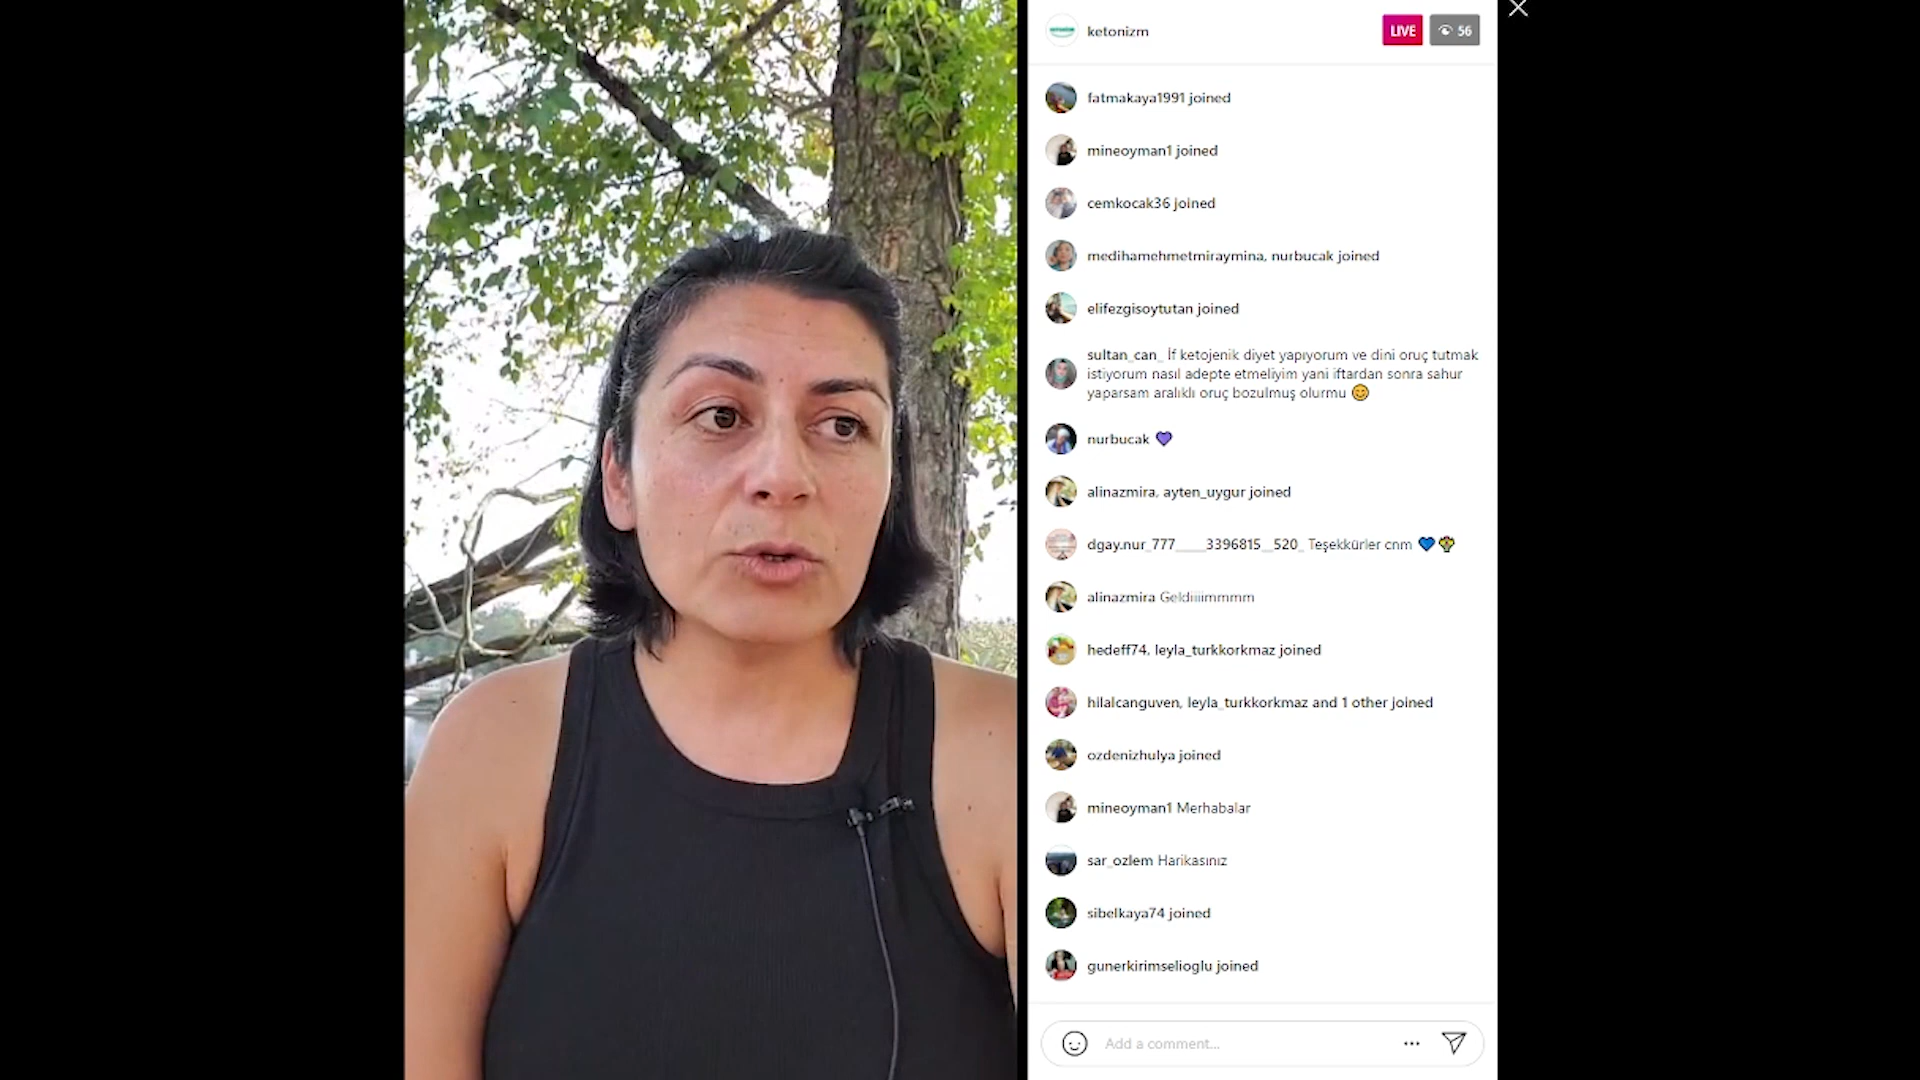 ketonizm
LIVE
56
fatmakaya1991 joined
mineoyman1 joined
cemkocak36 joined
medihamehmetmiraymina, nurbucak joined
elifezgisoytutan joined
sultan_can_ İf ketojenik diyet yapıyorum ve dini oruç tutmak
istiyorum nasıl adepte etmeliyim yani iftardan sonra sahur
yaparsam aralıklı oruç bozulmuş olurmu 😊
nurbucak 💜
alinazmira, ayten_uygur joined
dgay.nur_777_____3396815__520_ Teşekkürler cnm 💙
alinazmira Geldiiiimmmm
hedeff74, leyla_turkkorkmaz joined
hilalcanguven, leyla_turkkorkmaz and 1 other joined
ozdenizhulya joined
mineoyman1 Merhabalar
sar_ozlem Harikasınız
sibelkaya74 joined
gunerkirimselioglu joined
Add a comment...